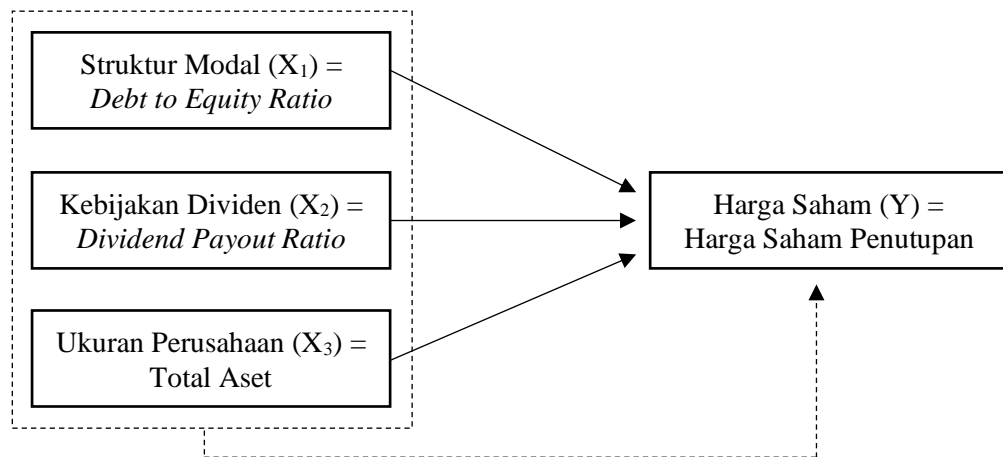 Struktur Modal (X₁) =
Debt to Equity Ratio
Kebijakan Dividen (X₂) =
Dividend Payout Ratio
Ukuran Perusahaan (X₃) =
Total Aset
Harga Saham (Y) =
Harga Saham Penutupan